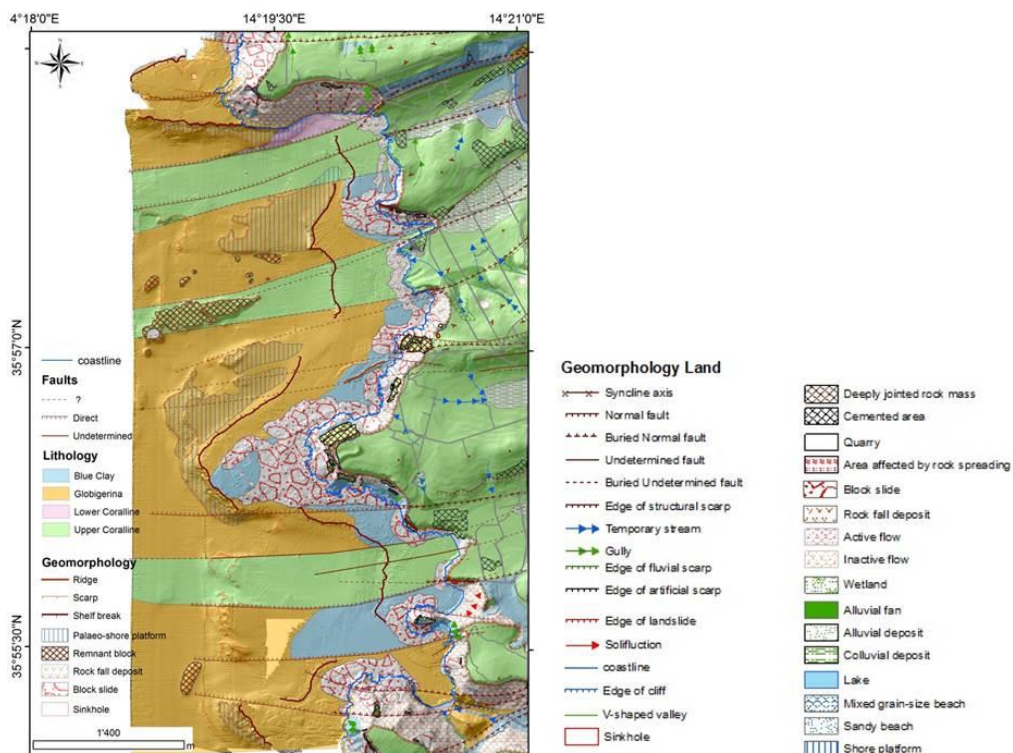 4°18'0"E
14°19'30"E
14°21'0"E
35°57'0"N
35°55'30"N
coastline
Faults
?
Direct
Undetermined
Lithology
Blue Clay
Globigerina
Lower Coralline
Upper Coralline
Geomorphology
Ridge
Scarp
Shelf break
Palaeo-shore platform
Remnant block
Rock fall deposit
Block slide
Sinkhole
1'400
m
Geomorphology Land
Syncline axis
Normal fault
Buried Normal fault
Undetermined fault
Buried Undetermined fault
Edge of structural scarp
Temporary stream
Gully
Edge of fluvial scarp
Edge of artificial scarp
Edge of landslide
Solifluction
coastline
Edge of cliff
V-shaped valley
Sinkhole
Deeply jointed rock mass
Cemented area
Quarry
Area affected by rock spreading
Block slide
Rock fall deposit
Active flow
Inactive flow
Wetland
Alluvial fan
Alluvial deposit
Colluvial deposit
Lake
Mixed grain-size beach
Sandy beach
Shore platform